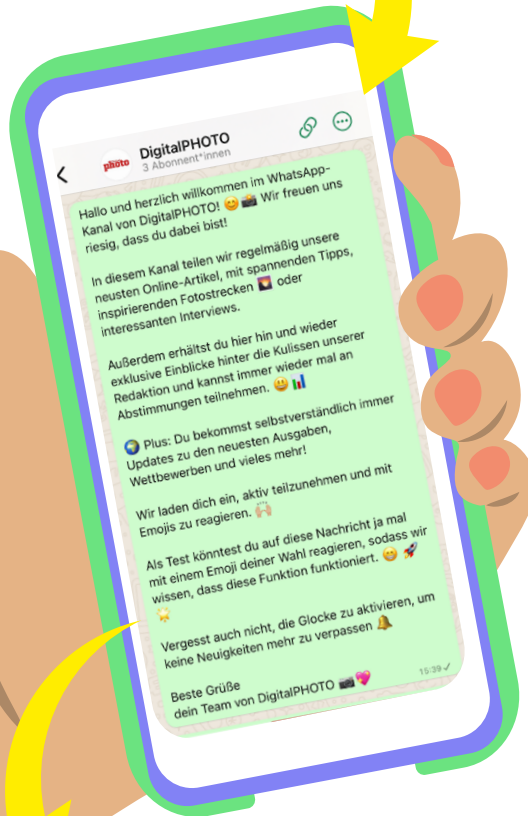 photo
DigitalPHOTO
3 Abonnent*innen
Hallo und herzlich willkommen im WhatsApp-
Kanal von DigitalPHOTO! 😊📸 Wir freuen uns
riesig, dass du dabei bist!
In diesem Kanal teilen wir regelmäßig unsere
neusten Online-Artikel, mit spannenden Tipps,
inspirierenden Fotostrecken 🌄 oder
interessanten Interviews.
Außerdem erhältst du hier hin und wieder
exklusive Einblicke hinter die Kulissen unserer
Redaktion und kannst immer wieder mal an
Abstimmungen teilnehmen. 😀📊
🌍 Plus: Du bekommst selbstverständlich immer
Updates zu den neuesten Ausgaben,
Wettbewerben und vieles mehr!
Wir laden dich ein, aktiv teilzunehmen und mit
Emojis zu reagieren. 🙌🏼
Als Test könntest du auf diese Nachricht ja mal
mit einem Emoji deiner Wahl reagieren, sodass wir
wissen, dass diese Funktion funktioniert. 😁 🚀
🌟
Vergesst auch nicht, die Glocke zu aktivieren, um
keine Neuigkeiten mehr zu verpassen 🔔
Beste Grüße
dein Team von DigitalPHOTO 📷💖
15:39 ✓